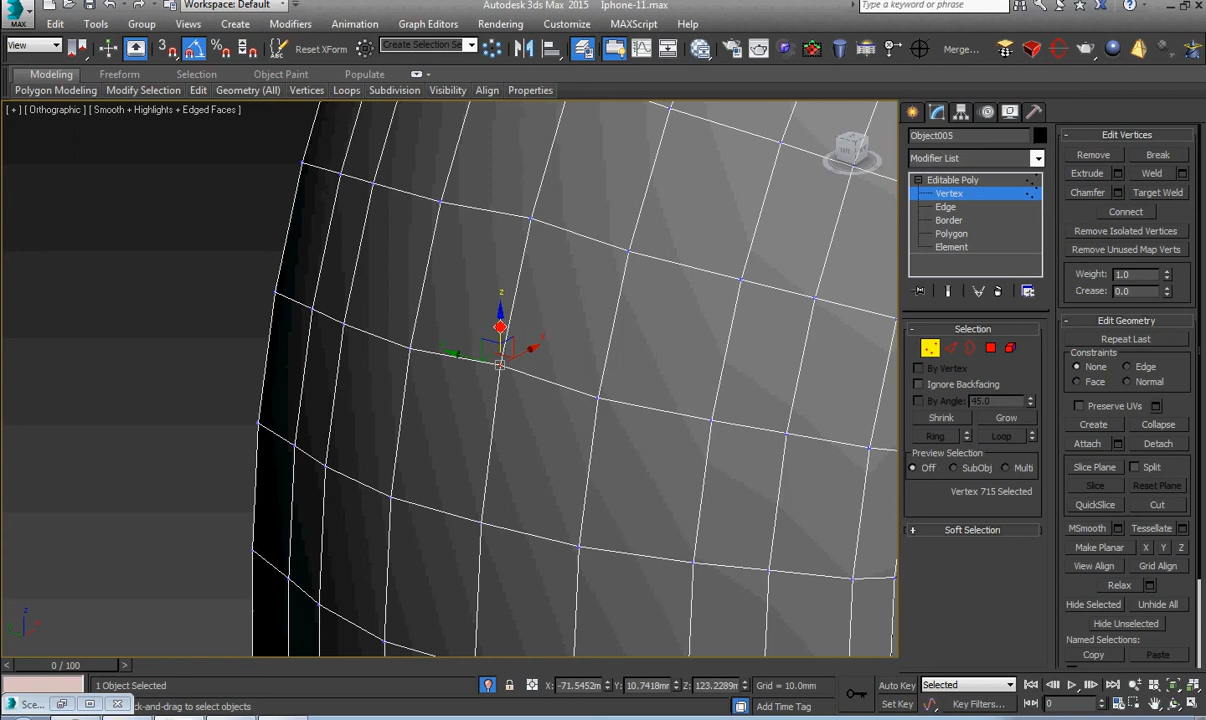 Workspace: Default
Autodesk 3ds Max 2015 Iphone-11.max
Type a keyword or phrase
MAX
Edit Tools Group Views Create Modifiers Animation Graph Editors Rendering Customize MAXScript Help
View 3 % Reset XForm Create Selection Se Merge...
Modeling Freeform Selection Object Paint Populate
Polygon Modeling Modify Selection Edit Geometry (All) Vertices Loops Subdivision Visibility Align Properties
[ + ] [ Orthographic ] [ Smooth + Highlights + Edged Faces ]
z
x
Object005
Modifier List
Editable Poly
Vertex
Edge
Border
Polygon
Element
Selection
By Vertex
Ignore Backfacing
By Angle: 45.0
Shrink Grow
Ring Loop
Preview Selection
Off SubObj Multi
Vertex 715 Selected
Soft Selection
Edit Vertices
Remove Break
Extrude Weld
Chamfer Target Weld
Connect
Remove Isolated Vertices
Remove Unused Map Verts
Weight: 1.0
Crease: 0.0
Edit Geometry
Repeat Last
Constraints
None Edge
Face Normal
Preserve UVs
Create Collapse
Attach Detach
Slice Plane Split
Slice Reset Plane
QuickSlice Cut
MSmooth Tessellate
Make Planar X Y Z
View Align Grid Align
Relax
Hide Selected Unhide All
Hide Unselected
Named Selections:
Copy Paste
z
0 / 100
1 Object Selected X: -71.5452m Y: 10.7418m Z: 123.2289m Grid = 10.0mm Auto Key Selected
Sce... ck-and-drag to select objects Add Time Tag Set Key Key Filters... 0